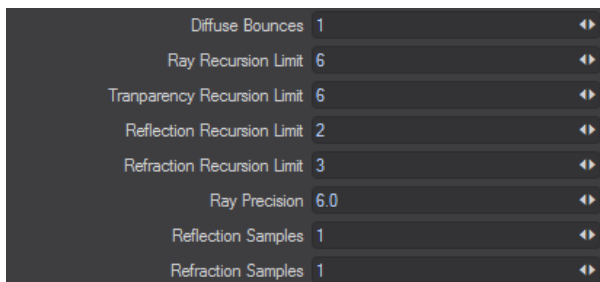 Diffuse Bounces 1
Ray Recursion Limit 6
Tranparency Recursion Limit 6
Reflection Recursion Limit 2
Refraction Recursion Limit 3
Ray Precision 6.0
Reflection Samples 1
Refraction Samples 1